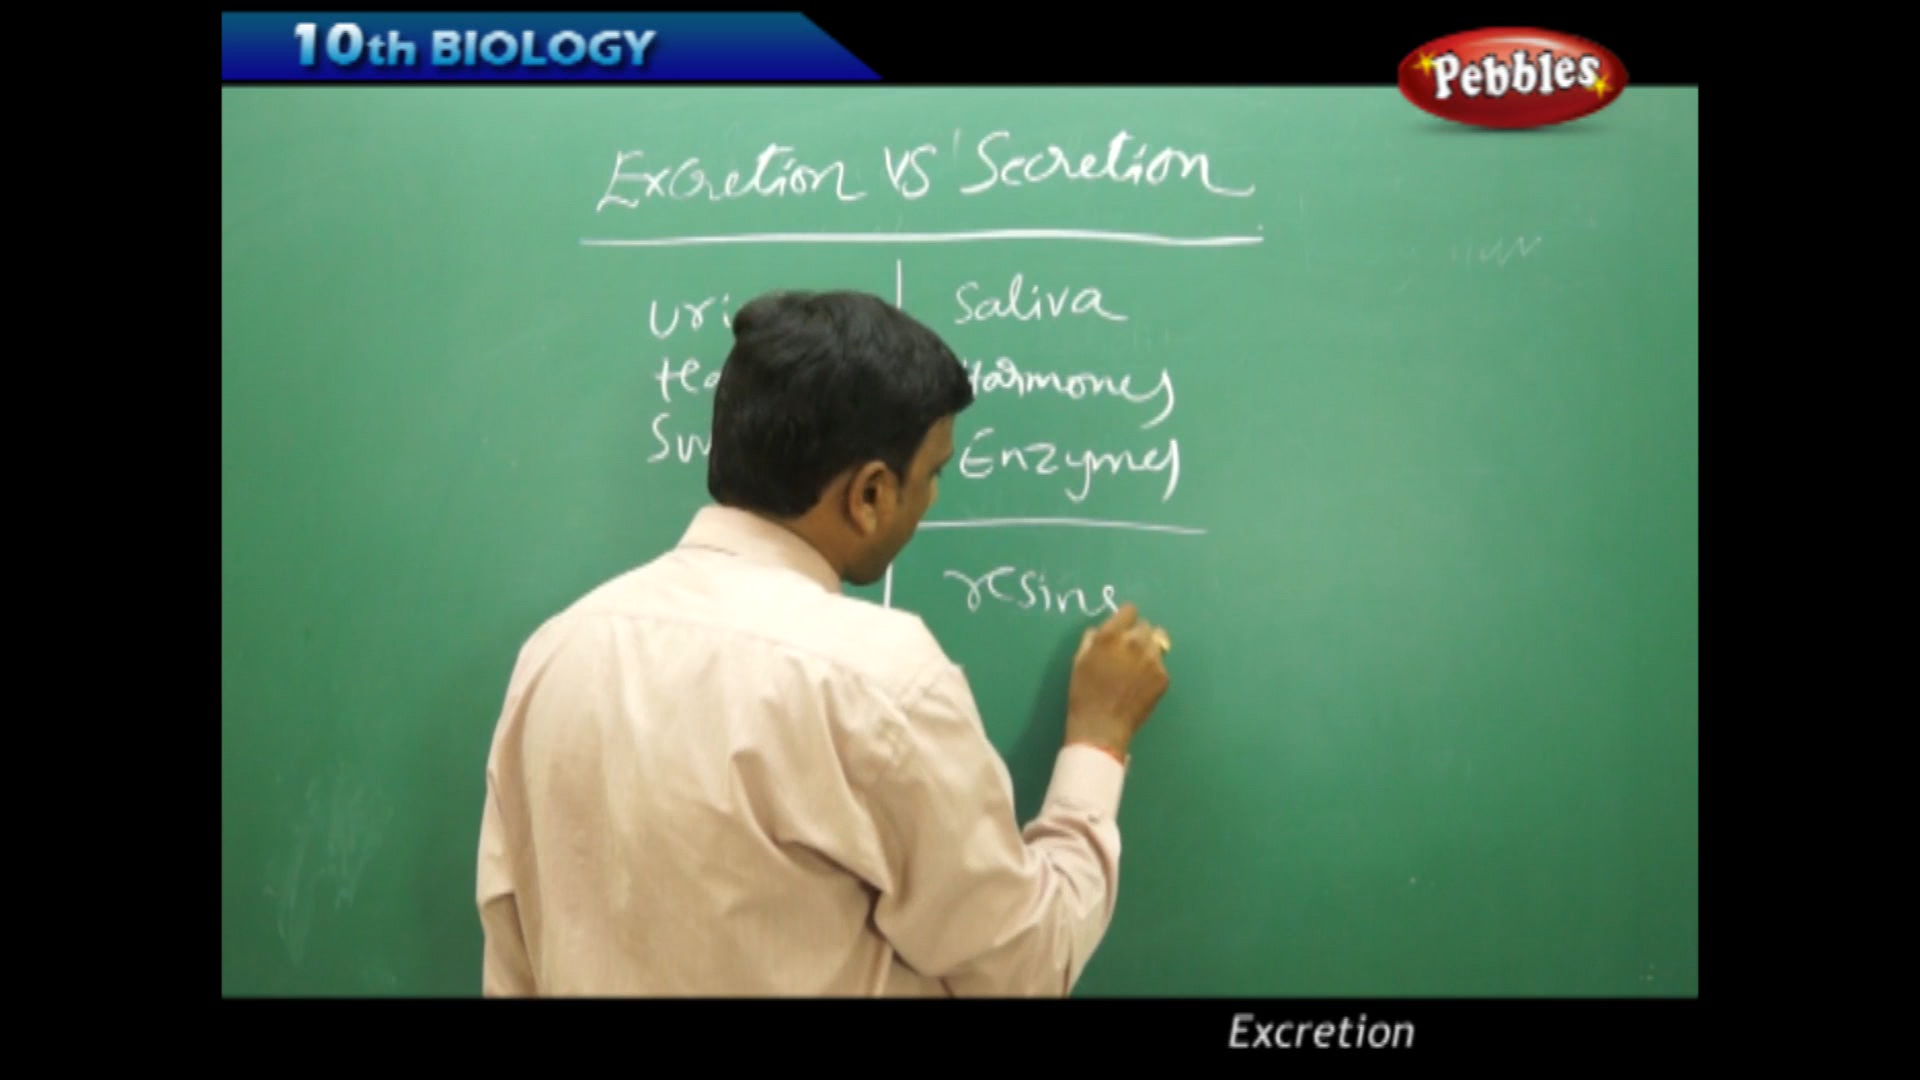 10th BIOLOGY
Pebbles
Excretion VS Secretion
Saliva
Harmones
Enzymes
resins
Excretion